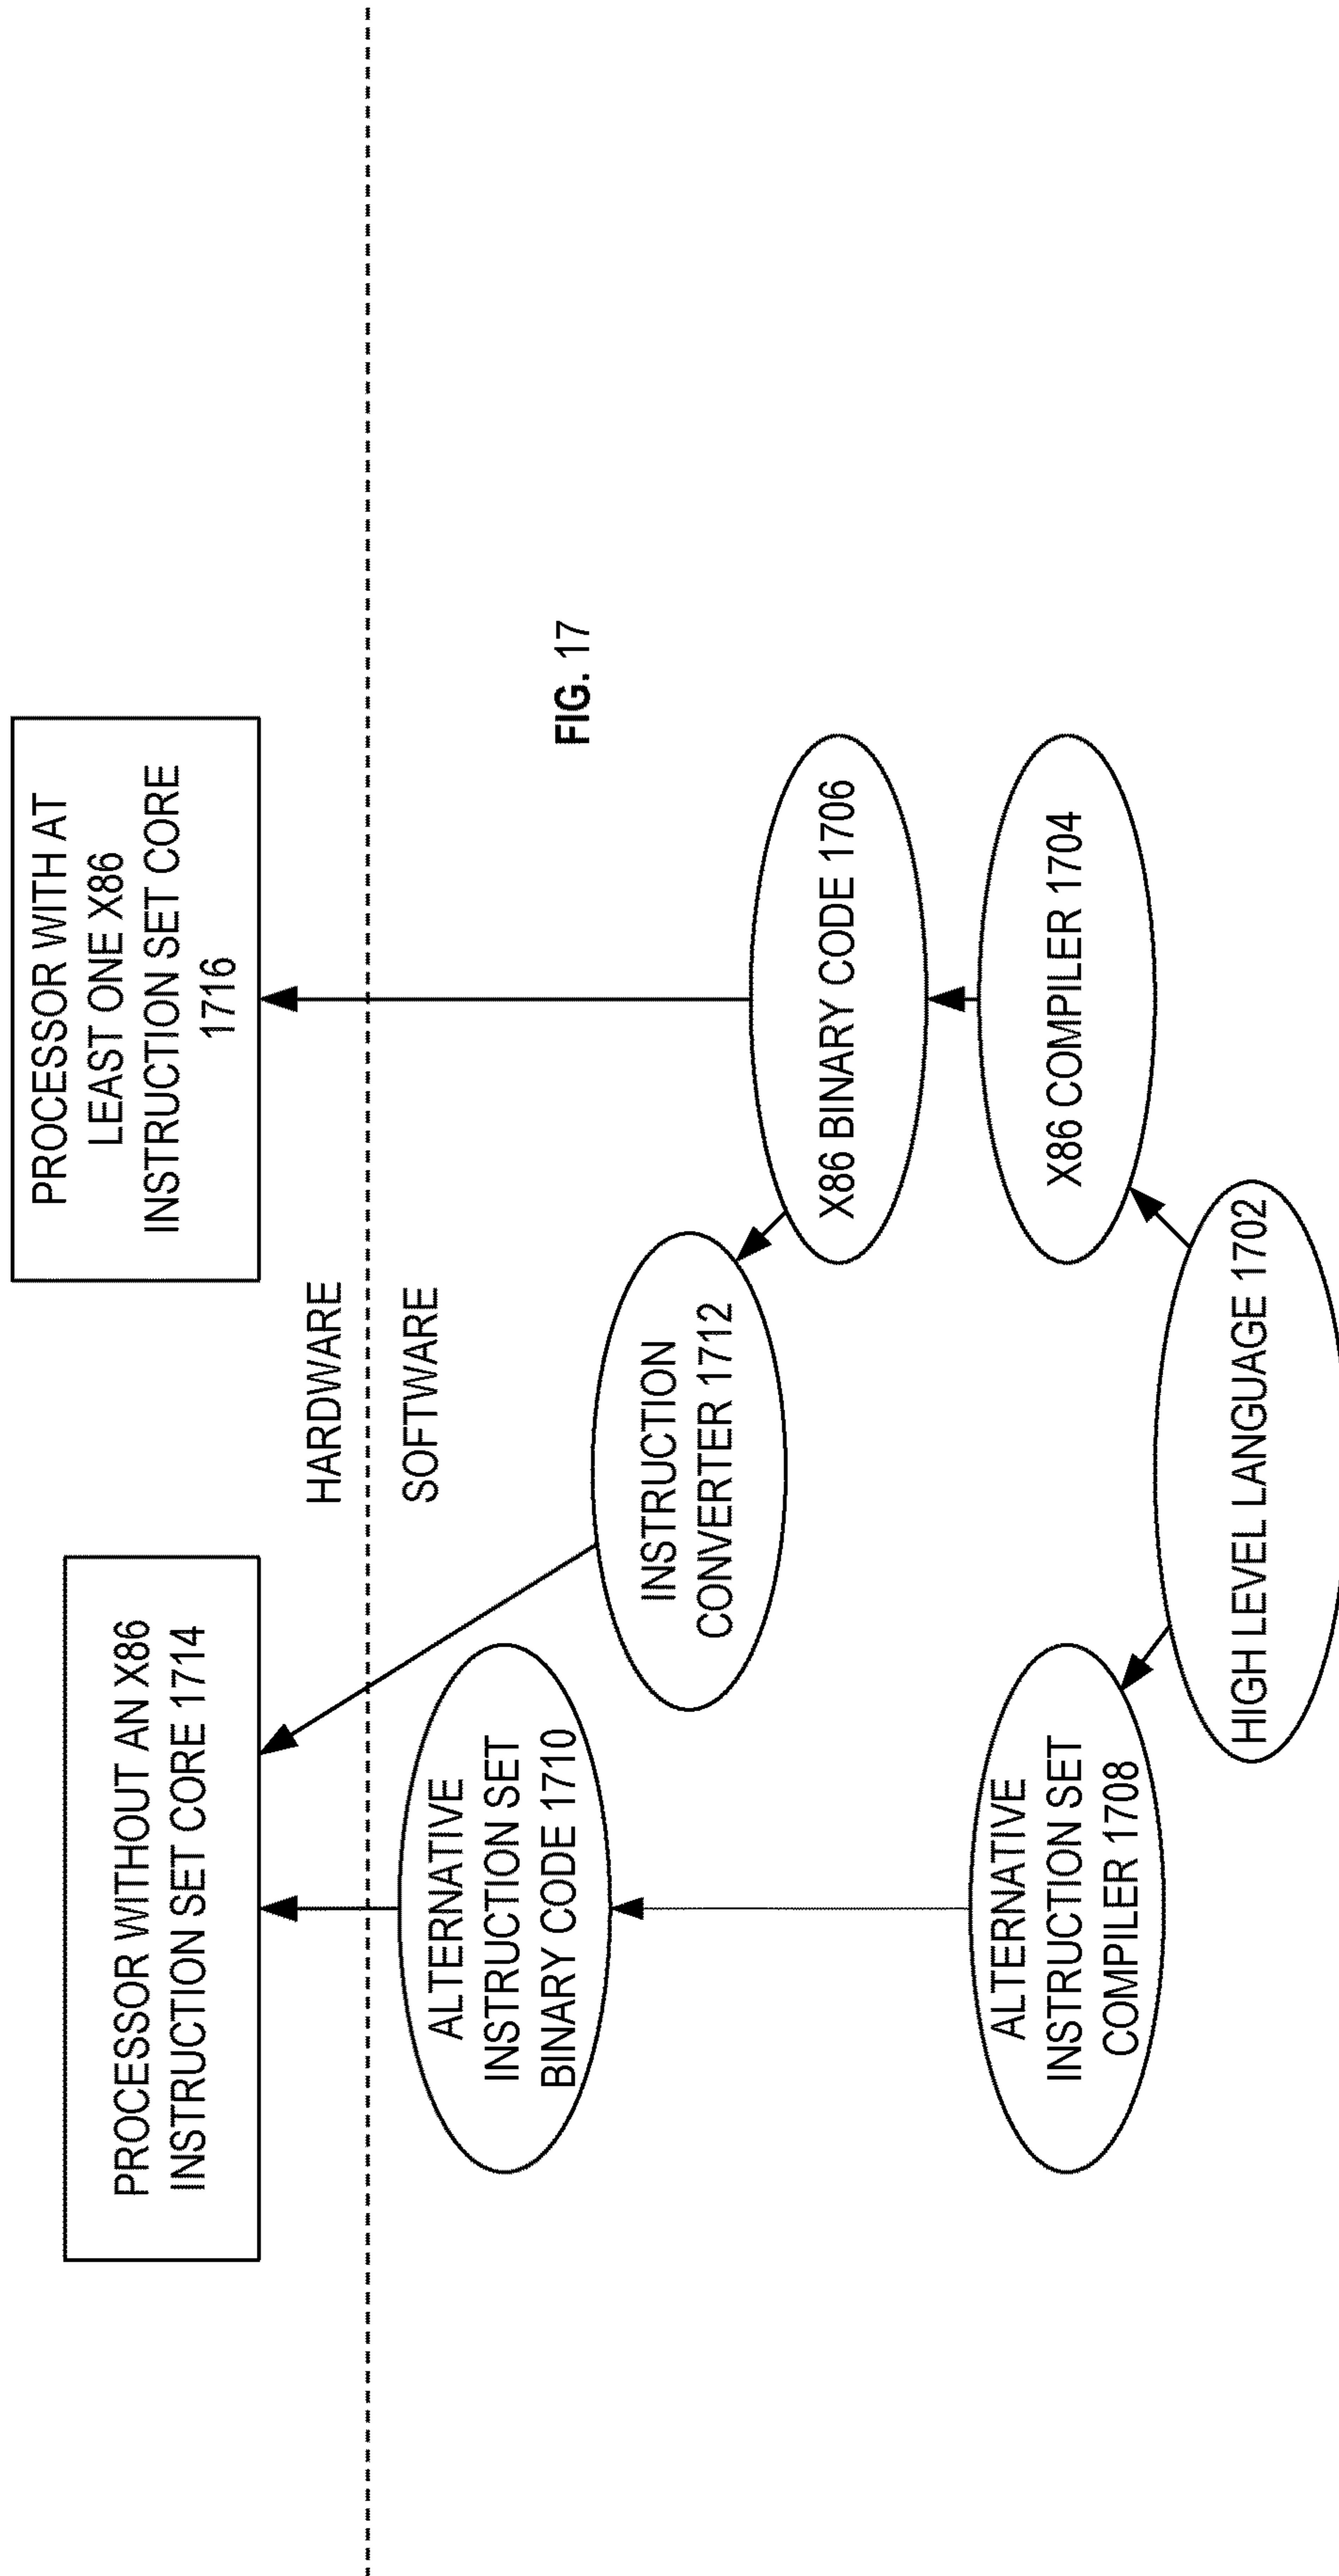 PROCESSOR WITHOUT AN X86
INSTRUCTION SET CORE 1714
PROCESSOR WITH AT
LEAST ONE X86
INSTRUCTION SET CORE
1716
HARDWARE
SOFTWARE
ALTERNATIVE
INSTRUCTION SET
BINARY CODE 1710
INSTRUCTION
CONVERTER 1712
FIG. 17
X86 BINARY CODE 1706
ALTERNATIVE
INSTRUCTION SET
COMPILER 1708
X86 COMPILER 1704
HIGH LEVEL LANGUAGE 1702